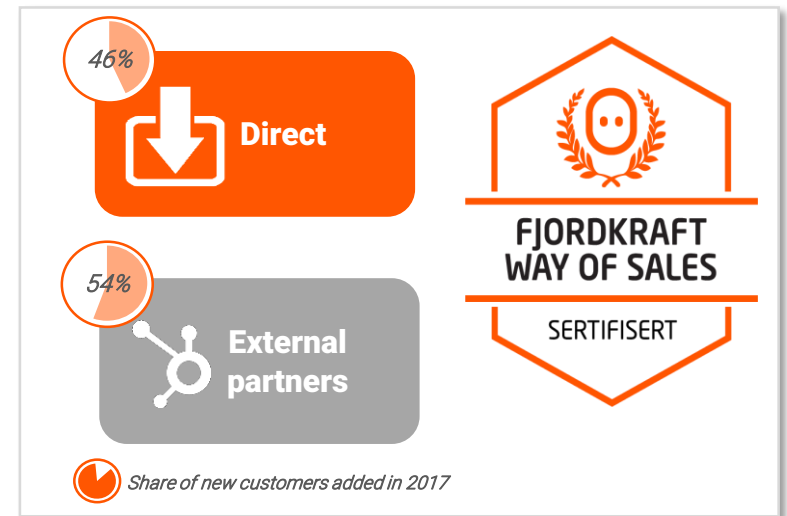 46%
Direct
54%
External
partners
Share of new customers added in 2017
FJORDKRAFT
WAY OF SALES
SERTIFISERT